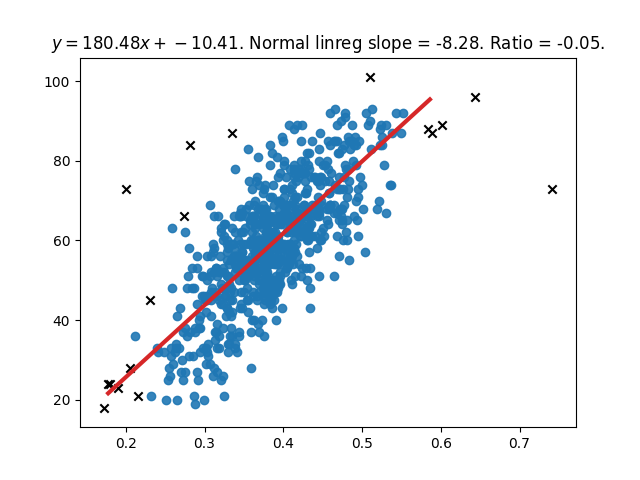 y = 180.48x + −10.41. Normal linreg slope = -8.28. Ratio = -0.05.
100
80
60
40
20
0.2 0.3 0.4 0.5 0.6 0.7